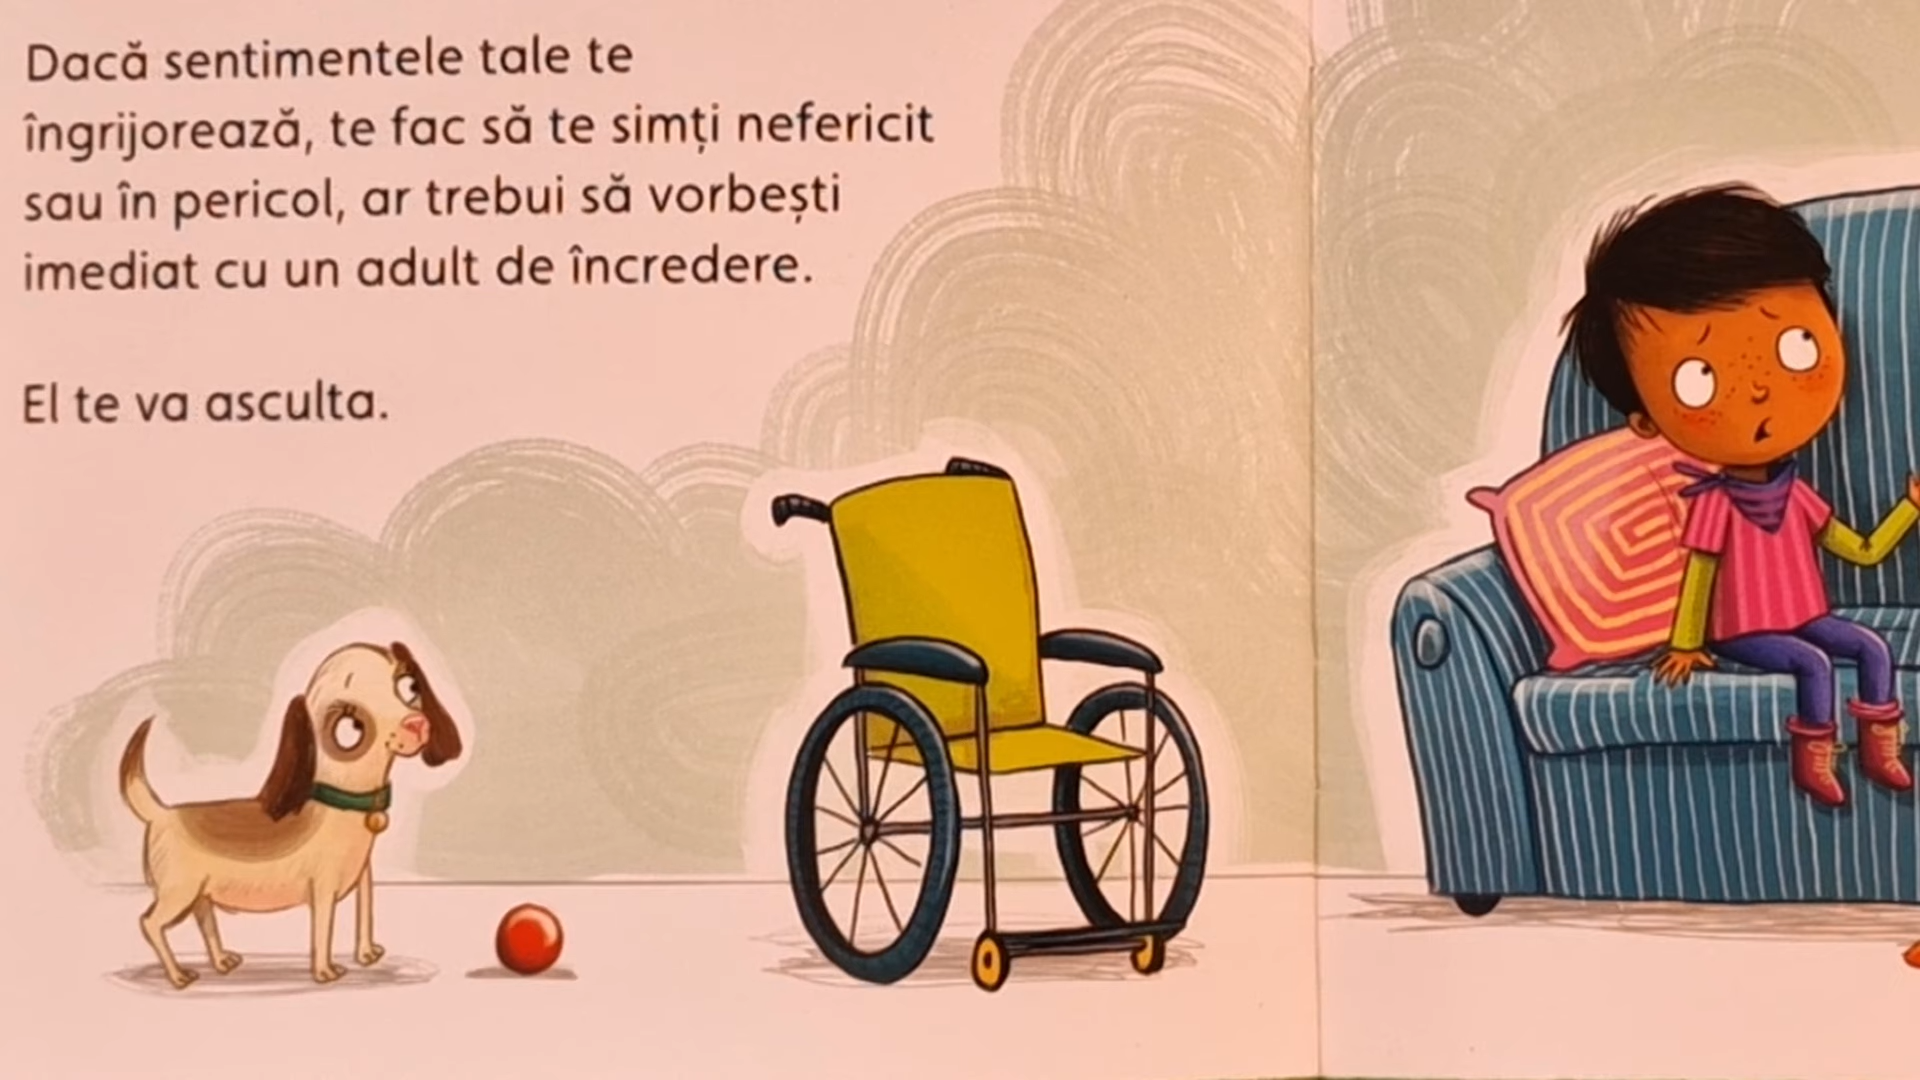 Dacă sentimentele tale te
îngrijorează, te fac să te simți nefericit
sau în pericol, ar trebui să vorbești
imediat cu un adult de încredere.
El te va asculta.